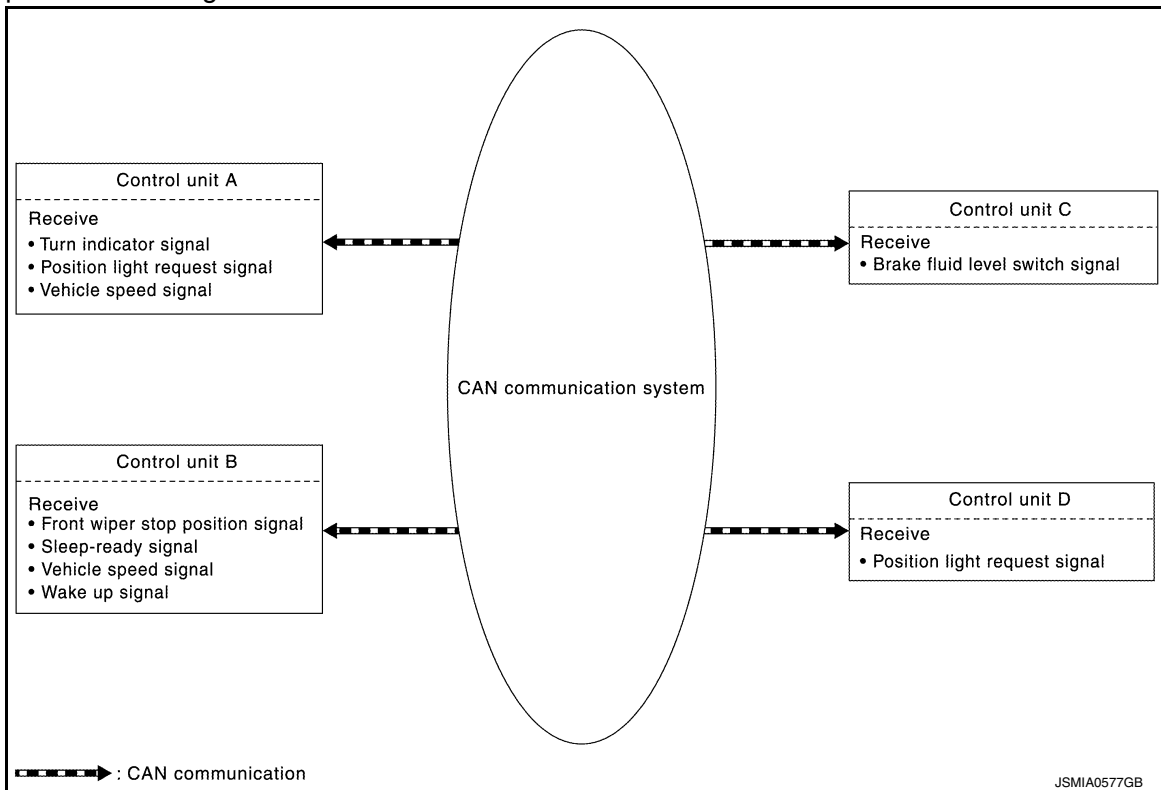 Control unit A
Receive
• Turn indicator signal
• Position light request signal
• Vehicle speed signal
Control unit B
Receive
• Front wiper stop position signal
• Sleep-ready signal
• Vehicle speed signal
• Wake up signal
CAN communication system
Control unit C
Receive
• Brake fluid level switch signal
Control unit D
Receive
• Position light request signal
: CAN communication
JSMIA0577GB